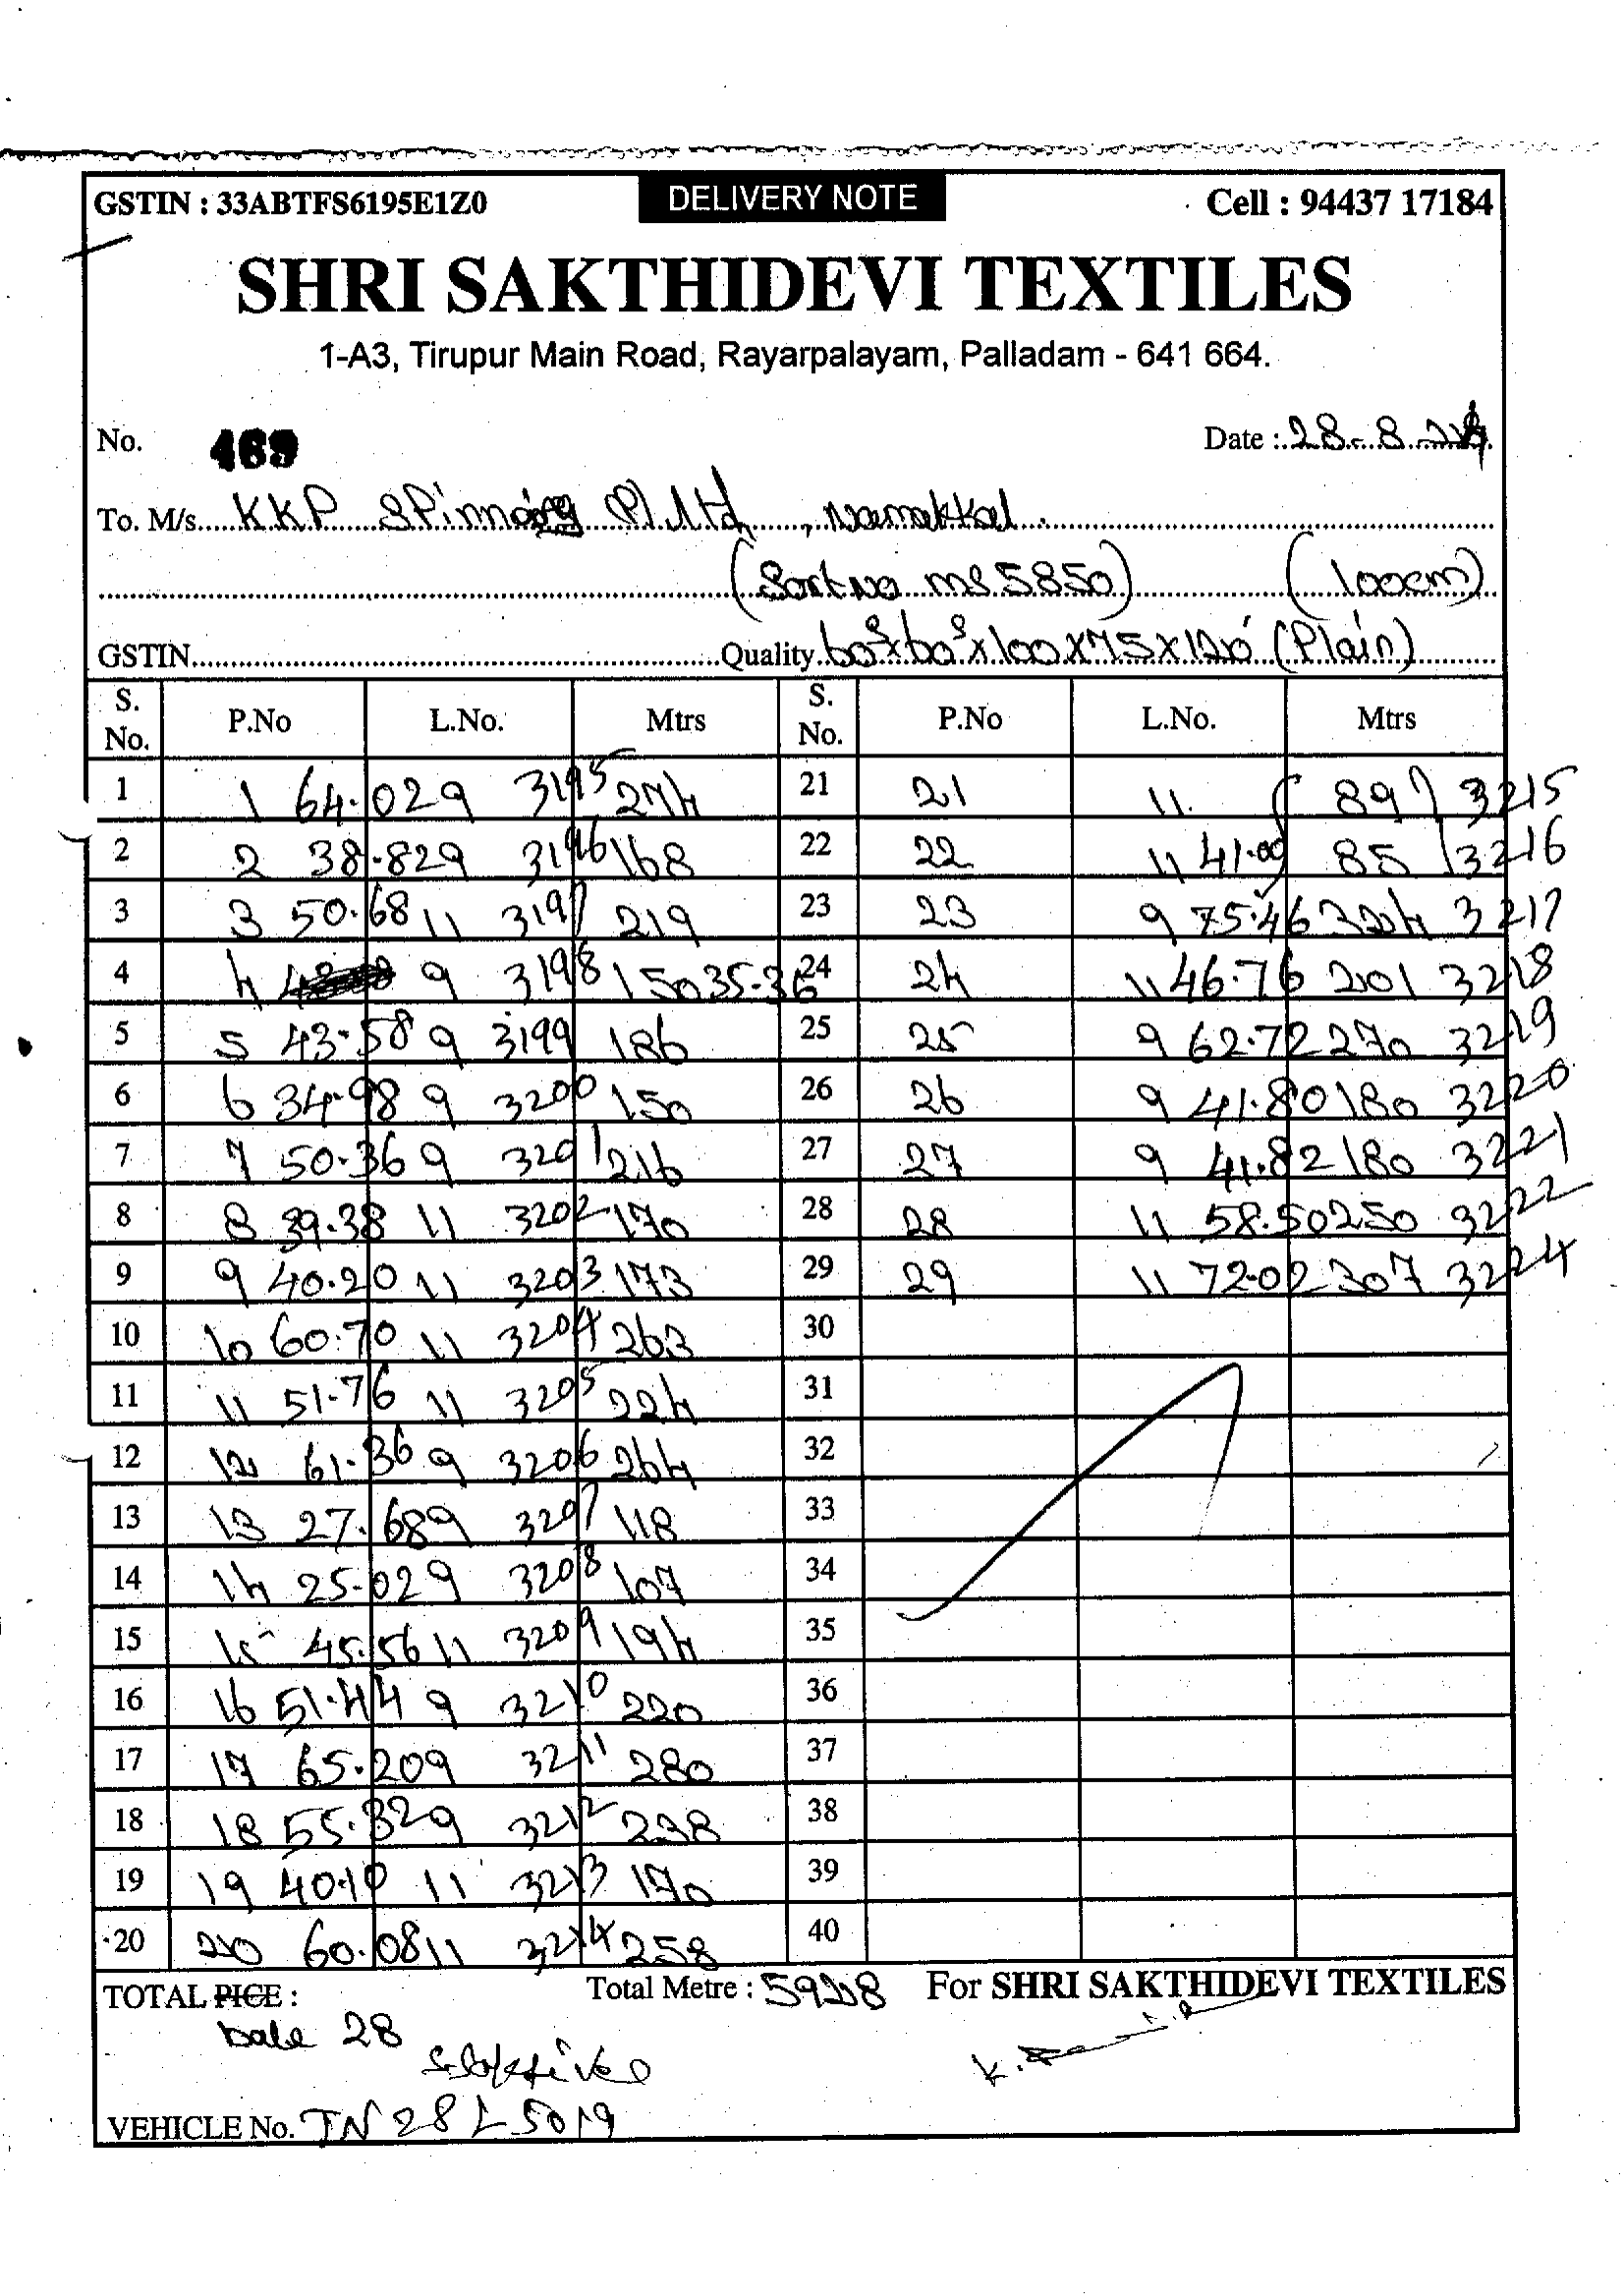 GSTIN : 33ABTFS6195E1Z0 DELIVERY NOTE Cell : 94437 17184
SHRI SAKTHIDEVI TEXTILES
1-A3, Tirupur Main Road, Rayarpalayam, Palladam - 641 664.
No. 469 Date : 28-8-24
To. M/s. KKP Spinning P Ltd, Namakkal.
(Sort No MS 5850) (100cm)
GSTIN Quality 60s x 60s x 100 x 75 x 120 (Plain)
S. No. P.No L.No. Mtrs S. No. P.No L.No. Mtrs
1 1 64.02 9 3195 274 21 21 11 89 3215
2 2 38.82 9 3196 168 22 22 11 41.00 85 3216
3 3 50.68 11 3197 219 23 23 9 75.46 324 3217
4 4 9 3198 150 35-36 24 24 11 46.76 201 3218
5 5 43.58 9 3199 186 25 25 9 62.72 270 3219
6 6 34.98 9 3200 150 26 26 9 41.80 180 3220
7 7 50.36 9 3201 216 27 27 9 41.82 180 3221
8 8 39.38 11 3202 170 28 28 11 58.50 250 3222
9 9 40.20 11 3203 173 29 29 11 72.02 307 3224
10 10 60.70 11 3204 263 30
11 11 51.76 11 3205 224 31
12 12 61.36 9 3206 264 32
13 13 27.68 9 3207 118 33
14 14 25.02 9 3208 107 34
15 15 45.56 11 3209 194 35
16 16 51.44 9 3210 220 36
17 17 65.20 9 3211 280 37
18 18 55.32 9 3212 238 38
19 19 40.10 11 3213 170 39
20 20 60.08 11 3214 258 40
TOTAL PICE : Total Metre : 5928 For SHRI SAKTHIDEVI TEXTILES
bale 28
VEHICLE No. TN 28 L 5019